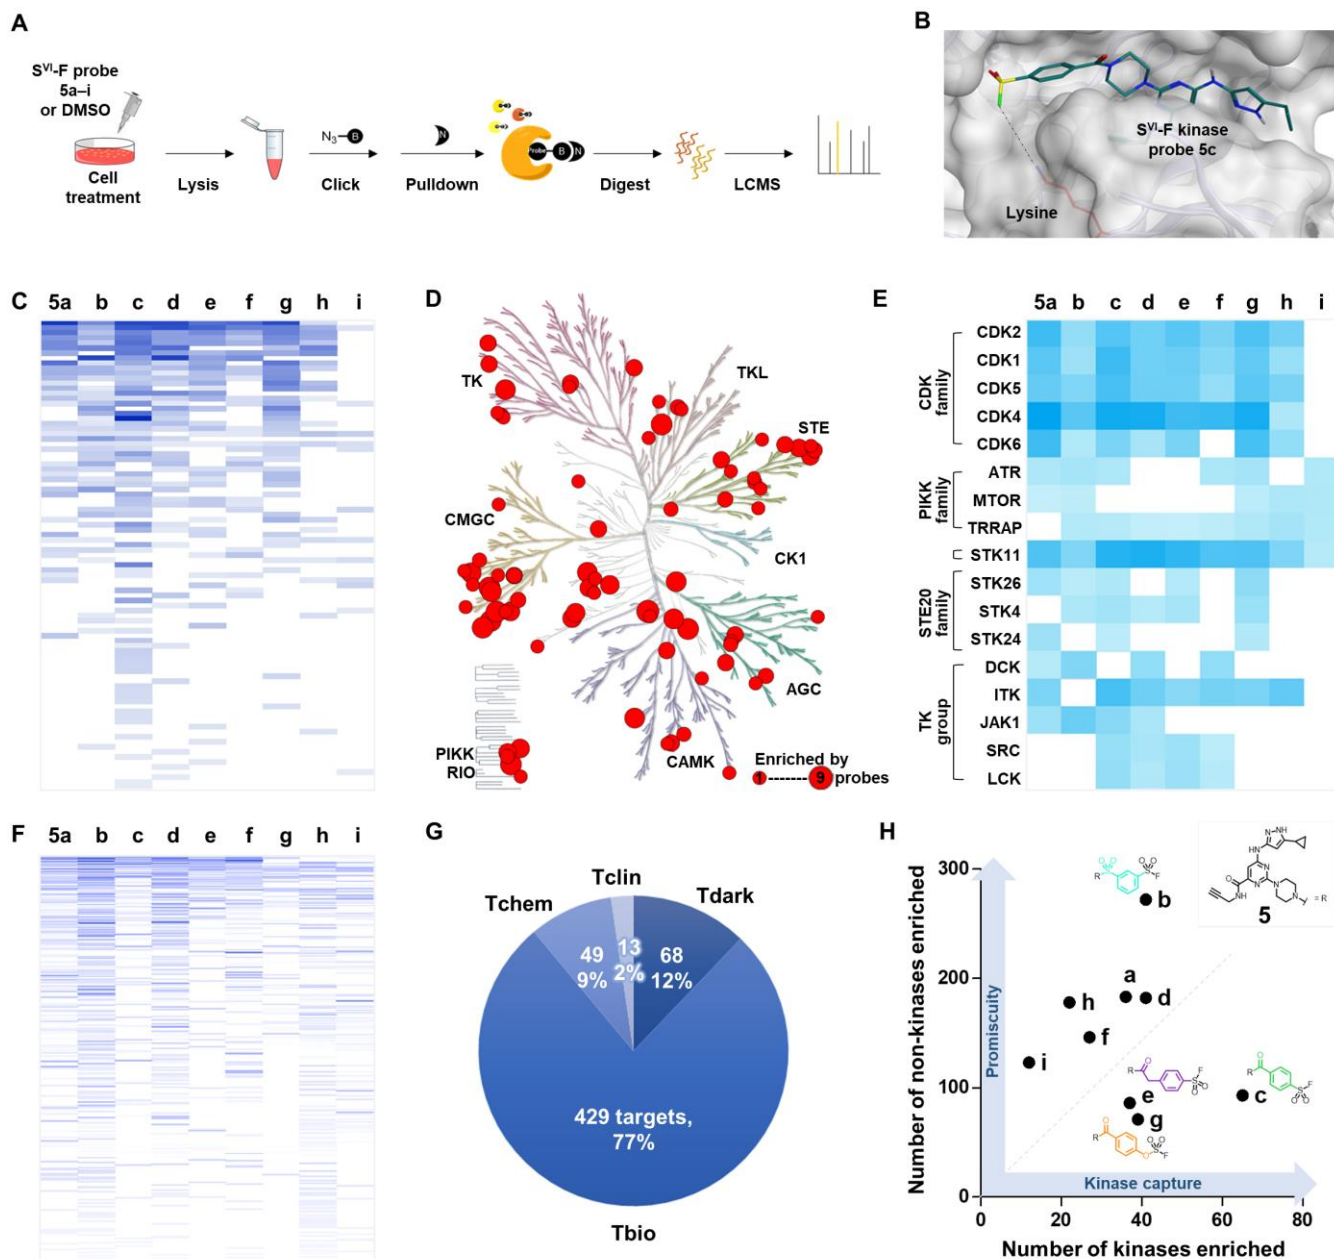 A
S^VI-F probe
5a–i
or DMSO
Cell
treatment
Lysis
N₃
B
Click
N
Pulldown
Probe
B
N
Digest
LCMS
B
S^VI-F kinase
probe 5c
Lysine
C
5a b c d e f g h i
D
TK
TKL
STE
CMGC
CK1
AGC
CAMK
PIKK
RIO
Enriched by
1 -------- 9 probes
E
5a b c d e f g h i
CDK family
CDK2
CDK1
CDK5
CDK4
CDK6
PIKK family
ATR
MTOR
TRRAP
STK11
STE20 family
STK26
STK4
STK24
TK group
DCK
ITK
JAK1
SRC
LCK
F
5a b c d e f g h i
G
Tclin
Tchem
Tdark
13
2%
49
9%
68
12%
429 targets,
77%
Tbio
H
Number of non-kinases enriched
300
200
100
0
Promiscuity
b
a
d
h
f
i
e
g
c
R
O O
S
O O
S
F
N NH
HN
O
N
N
N
HN
N
= R
5
R
O
S
F
O
O
R
O
S
F
O O
R
O
O
O O
S
F
Kinase capture
0 20 40 60 80
Number of kinases enriched